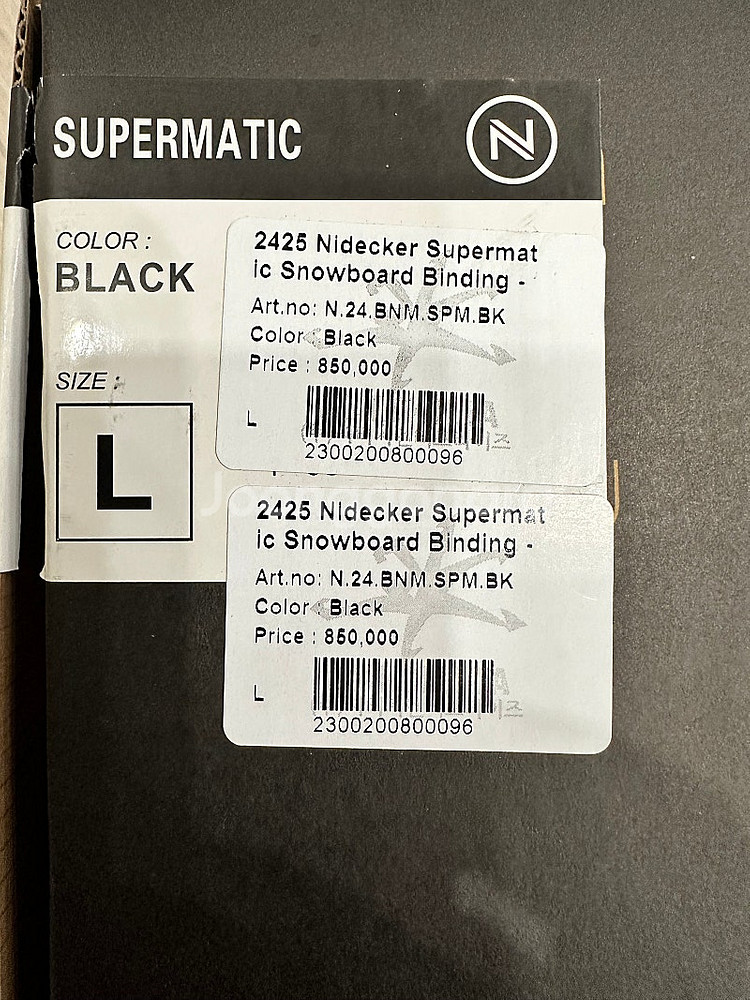 SUPERMATIC
N
COLOR :
BLACK
SIZE :
L
2425 Nidecker Supermat
ic Snowboard Binding -
Art.no: N.24.BNM.SPM.BK
Color : Black
Price : 850,000
L
2300200800096
2425 Nidecker Supermat
ic Snowboard Binding -
Art.no: N.24.BNM.SPM.BK
Color : Black
Price : 850,000
L
2300200800096